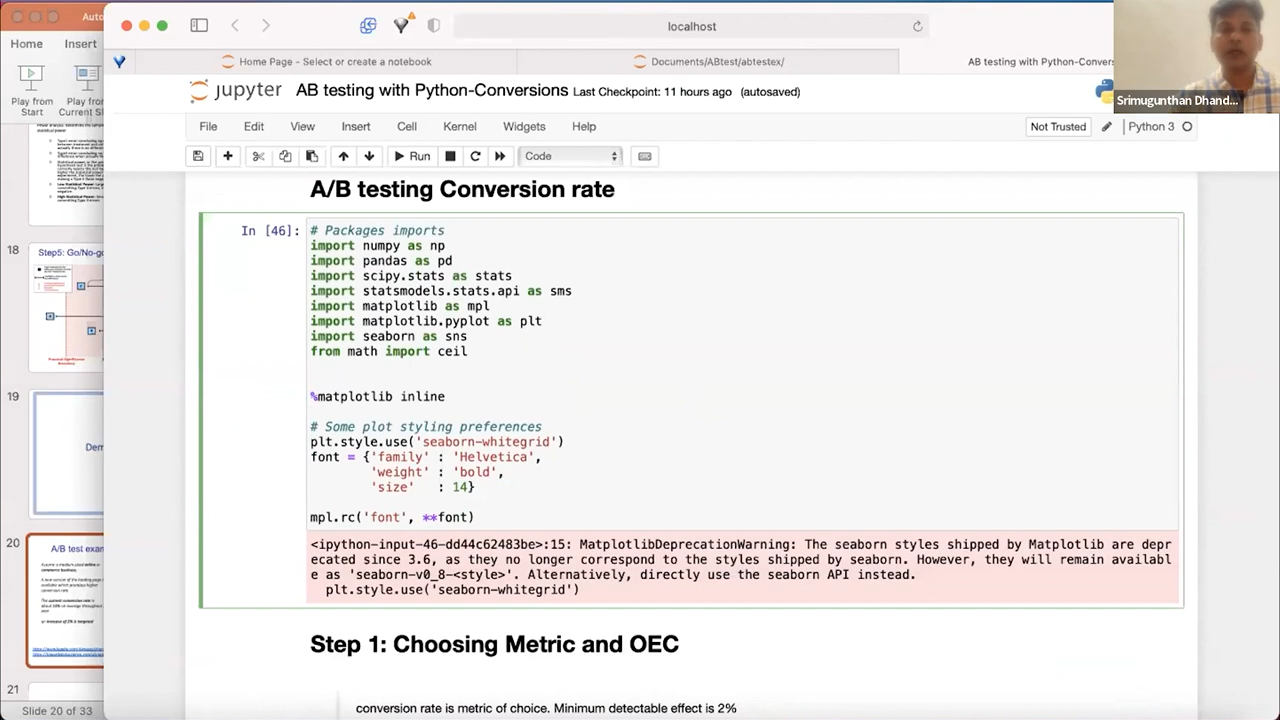 Auto
localhost
Home
Insert
Home Page - Select or create a notebook
Documents/ABtest/abtestex/
AB testing with Python-Convers
Play from
Start
Play from
Current Sl
jupyter
AB testing with Python-Conversions Last Checkpoint: 11 hours ago (autosaved)
Srimugunthan Dhand...
File Edit View Insert Cell Kernel Widgets Help
Not Trusted
Python 3
Run
Code
A/B testing Conversion rate
In [46]:
# Packages imports
import numpy as np
import pandas as pd
import scipy.stats as stats
import statsmodels.stats.api as sms
import matplotlib as mpl
import matplotlib.pyplot as plt
import seaborn as sns
from math import ceil
%matplotlib inline
# Some plot styling preferences
plt.style.use('seaborn-whitegrid')
font = {'family' : 'Helvetica',
'weight' : 'bold',
'size' : 14}
mpl.rc('font', **font)
<ipython-input-46-dd44c62483be>:15: MatplotlibDeprecationWarning: The seaborn styles shipped by Matplotlib are depr
ecated since 3.6, as they no longer correspond to the styles shipped by seaborn. However, they will remain availabl
e as 'seaborn-v0_8-<style>'. Alternatively, directly use the seaborn API instead.
plt.style.use('seaborn-whitegrid')
Step 1: Choosing Metric and OEC
conversion rate is metric of choice. Minimum detectable effect is 2%
18
Step5: Go/No-go
19
Dem
20
A/B test exam
21
Slide 20 of 33